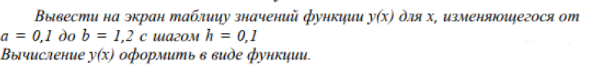 Вывести на экран таблицу значений функции y(x) для x, изменяющегося от
a = 0,1 до b = 1,2 с шагом h = 0,1
Вычисление y(x) оформить в виде функции.